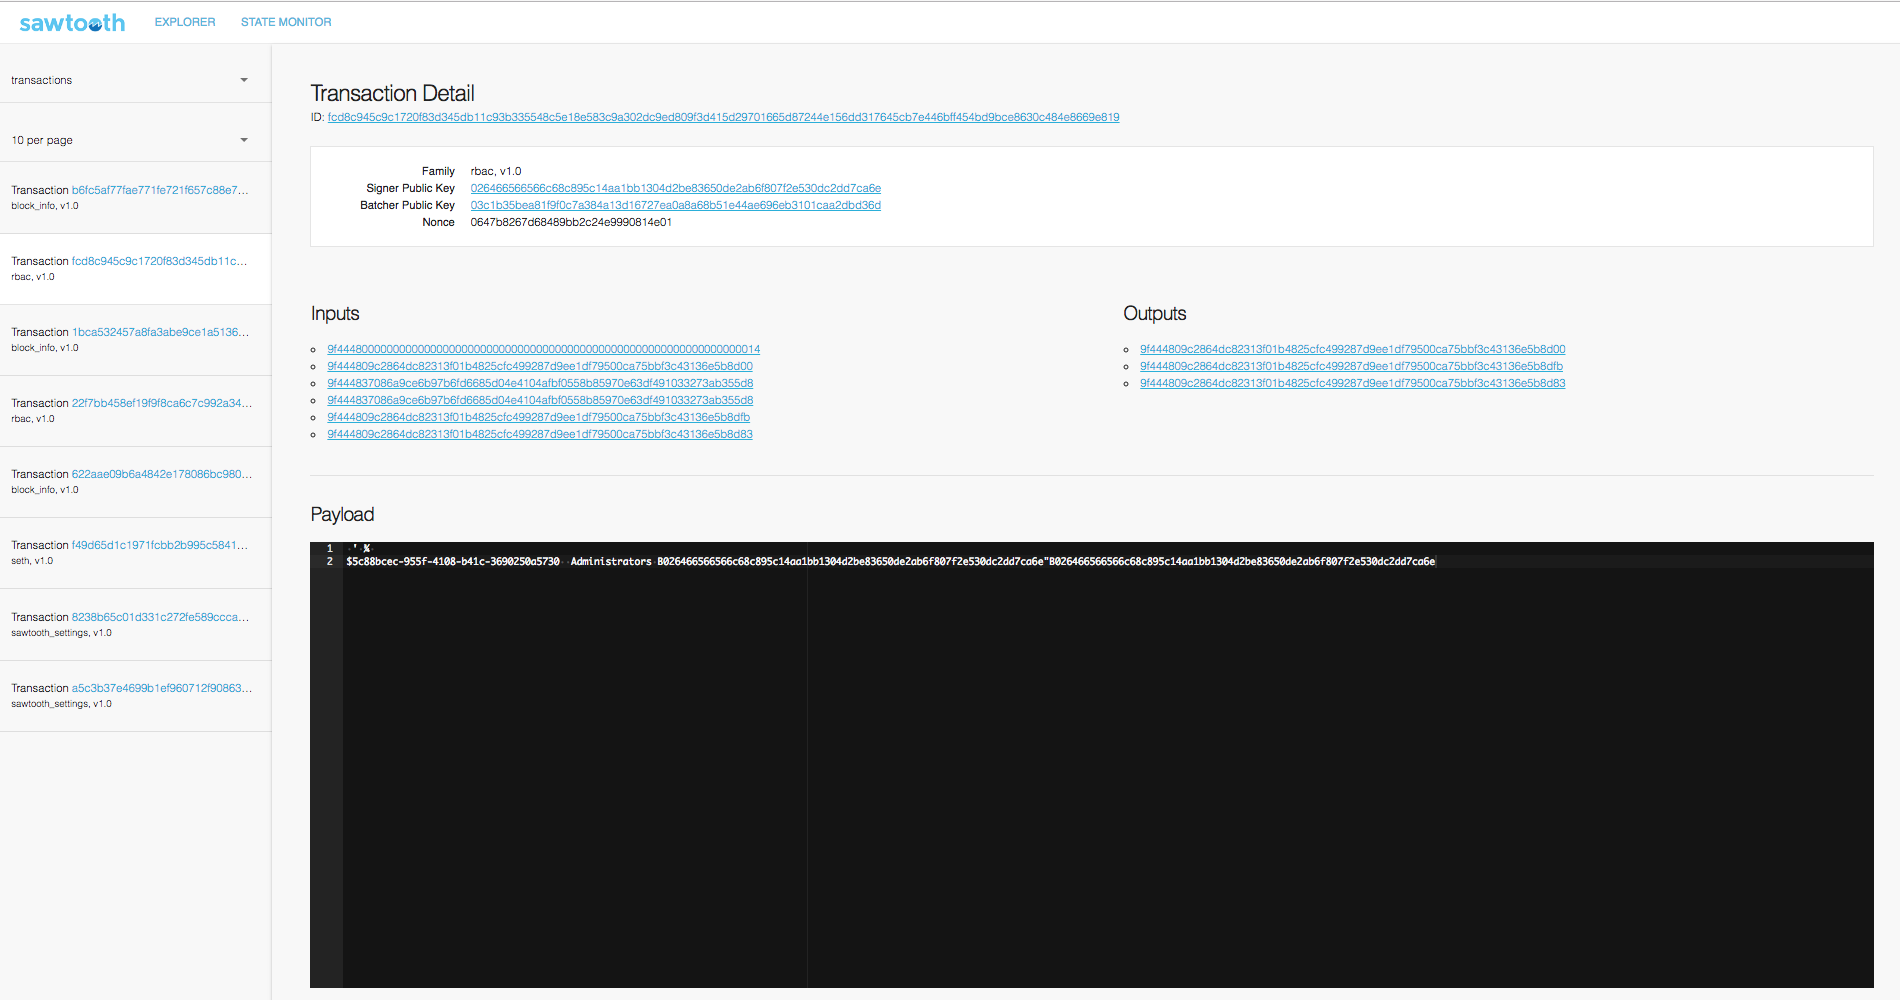 sawtooth EXPLORER STATE MONITOR
transactions
10 per page
Transaction b6fc5af77fae771fe721f657c88e7...
block_info, v1.0
Transaction fcd8c945c9c1720f83d345db11c...
rbac, v1.0
Transaction 1bca532457a8fa3abe9ce1a5136...
block_info, v1.0
Transaction 22f7bb458ef19f9f8ca6c7c992a34...
rbac, v1.0
Transaction 622aae09b6a4842e178086bc980...
block_info, v1.0
Transaction f49d65d1c1971fcbb2b995c5841...
seth, v1.0
Transaction 8238b65c01d331c272fe589ccca...
sawtooth_settings, v1.0
Transaction a5c3b37e4699b1ef960712f90863...
sawtooth_settings, v1.0
Transaction Detail
ID: fcd8c945c9c1720f83d345db11c93b335548c5e18e583c9a302dc9ed809f3d415d29701665d87244e156dd317645cb7e446bff454bd9bce8630c484e8669e819
Family rbac, v1.0
Signer Public Key 026466566566c68c895c14aa1bb1304d2be83650de2ab6f807f2e530dc2dd7ca6e
Batcher Public Key 03c1b35bea81f9f0c7a384a13d16727ea0a8a68b51e44ae696eb3101caa2dbd36d
Nonce 0647b8267d68489bb2c24e9990814e01
Inputs
9f44480000000000000000000000000000000000000000000000000000000000000014
9f444809c2864dc82313f01b4825cfc499287d9ee1df79500ca75bbf3c43136e5b8d00
9f444837086a9ce6b97b6fd6685d04e4104afbf0558b85970e63df491033273ab355d8
9f444837086a9ce6b97b6fd6685d04e4104afbf0558b85970e63df491033273ab355d8
9f444809c2864dc82313f01b4825cfc499287d9ee1df79500ca75bbf3c43136e5b8dfb
9f444809c2864dc82313f01b4825cfc499287d9ee1df79500ca75bbf3c43136e5b8d83
Outputs
9f444809c2864dc82313f01b4825cfc499287d9ee1df79500ca75bbf3c43136e5b8d00
9f444809c2864dc82313f01b4825cfc499287d9ee1df79500ca75bbf3c43136e5b8dfb
9f444809c2864dc82313f01b4825cfc499287d9ee1df79500ca75bbf3c43136e5b8d83
Payload
1 ' %
2 $5c88bcec-955f-4108-b41c-3690250a5730 Administrators B026466566566c68c895c14aa1bb1304d2be83650de2ab6f807f2e530dc2dd7ca6e"B026466566566c68c895c14aa1bb1304d2be83650de2ab6f807f2e530dc2dd7ca6e